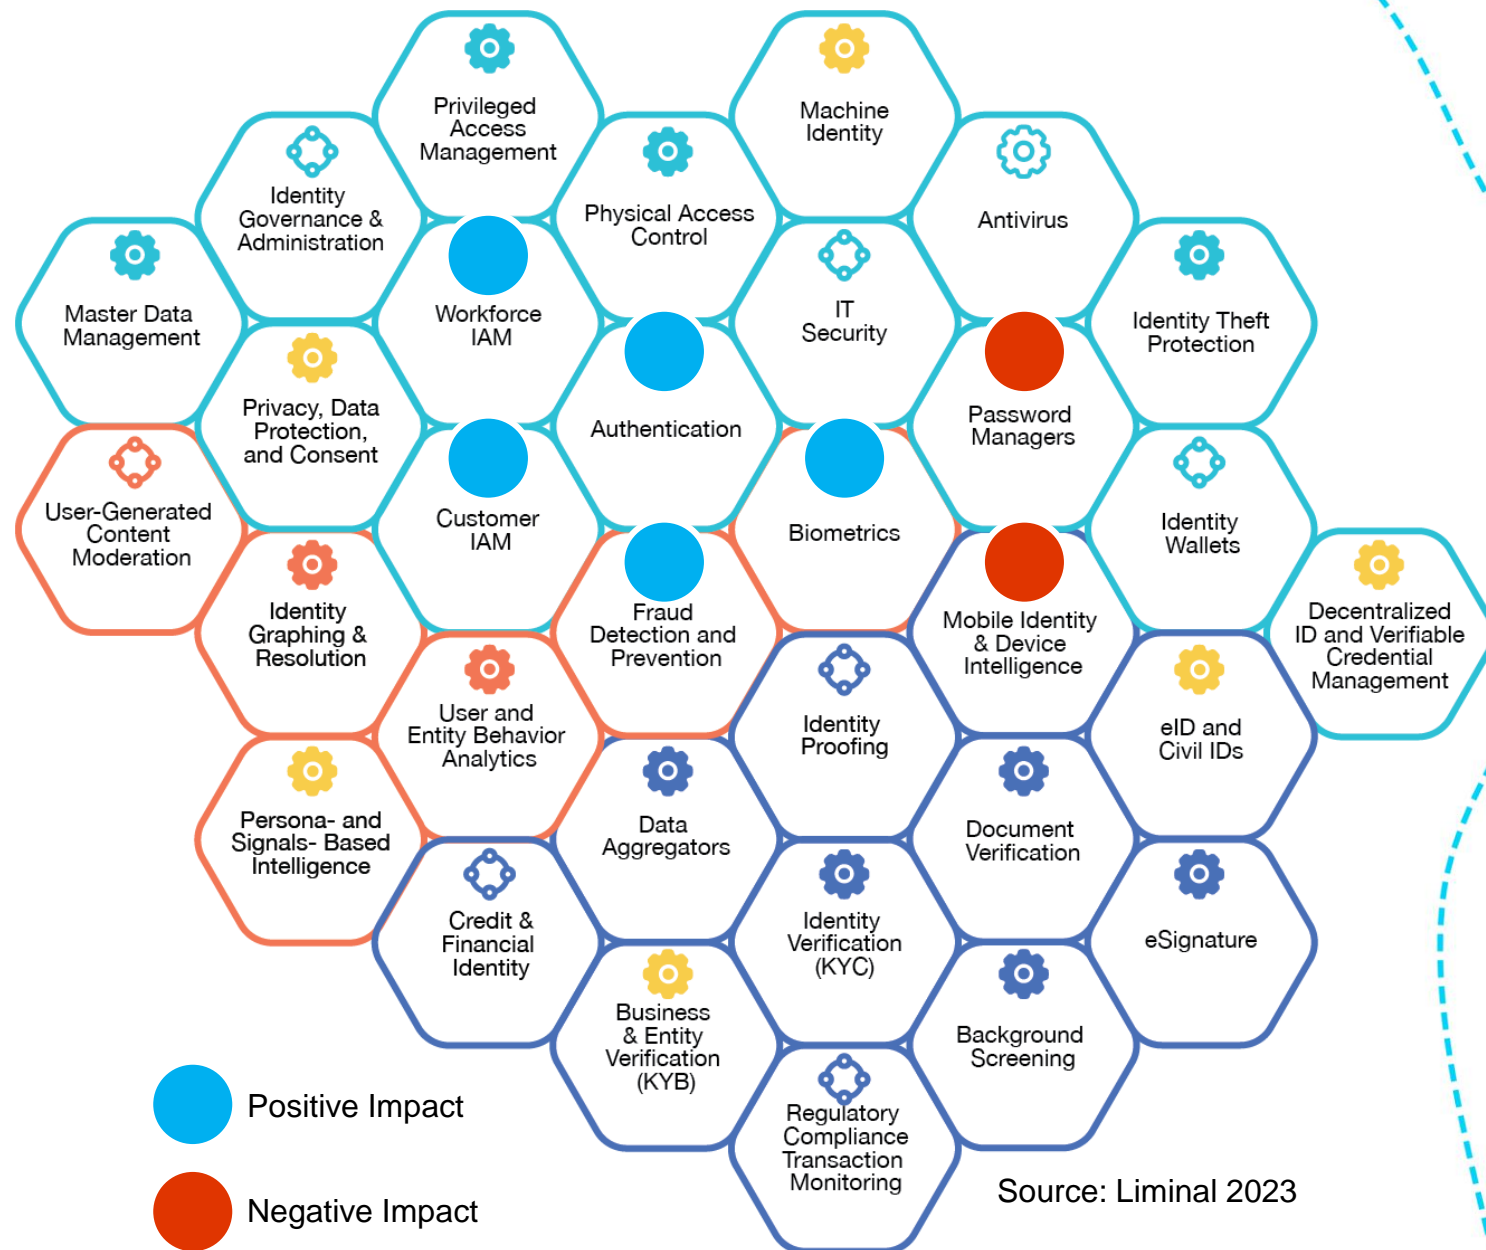 Privileged
Access
Management
Machine
Identity
Identity
Governance &
Administration
Physical Access
Control
Antivirus
Master Data
Management
Workforce
IAM
IT
Security
Identity Theft
Protection
Privacy, Data
Protection,
and Consent
Authentication
Password
Managers
User-Generated
Content
Moderation
Customer
IAM
Biometrics
Identity
Wallets
Identity
Graphing &
Resolution
Fraud
Detection and
Prevention
Mobile Identity
& Device
Intelligence
Decentralized
ID and Verifiable
Credential
Management
User and
Entity Behavior
Analytics
Identity
Proofing
eID and
Civil IDs
Persona- and
Signals- Based
Intelligence
Data
Aggregators
Document
Verification
Credit &
Financial
Identity
Identity
Verification
(KYC)
eSignature
Business
& Entity
Verification
(KYB)
Background
Screening
Regulatory
Compliance
Transaction
Monitoring
Positive Impact
Negative Impact
Source: Liminal 2023